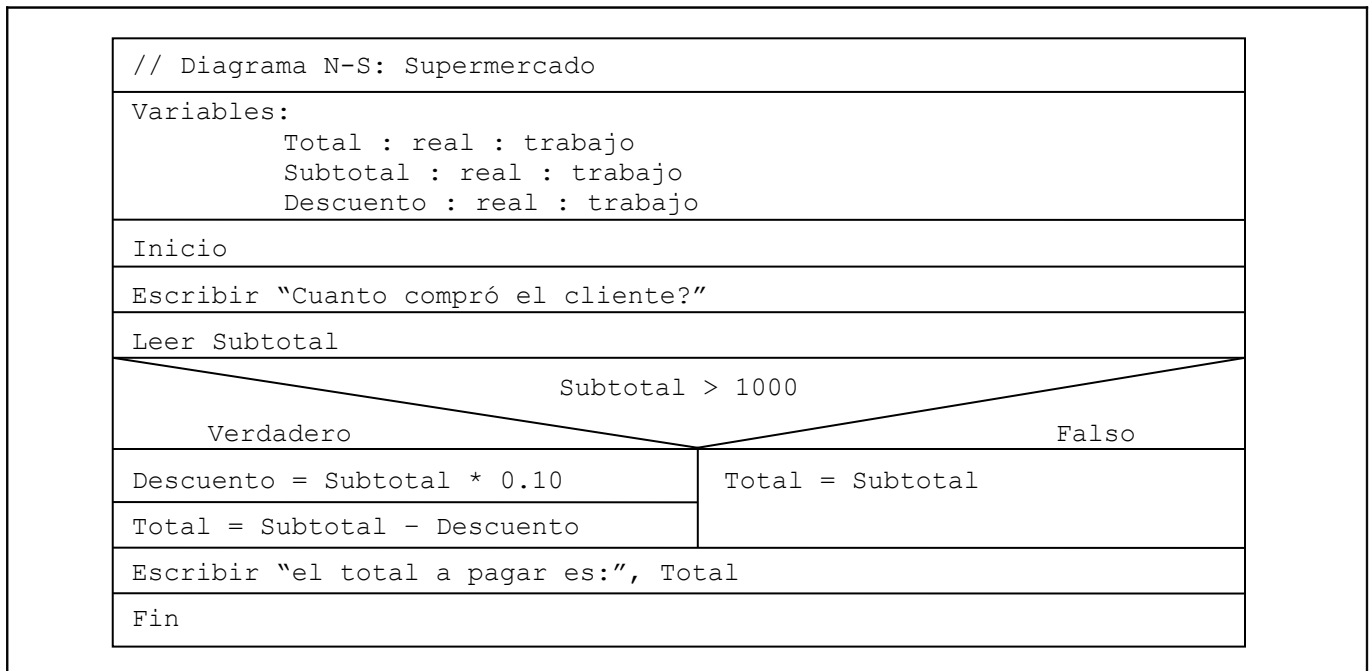 // Diagrama N-S: Supermercado
Variables:
Total : real : trabajo
Subtotal : real : trabajo
Descuento : real : trabajo
Inicio
Escribir “Cuanto compró el cliente?”
Leer Subtotal
Subtotal > 1000
Verdadero Falso
Descuento = Subtotal * 0.10
Total = Subtotal – Descuento
Total = Subtotal
Escribir “el total a pagar es:”, Total
Fin